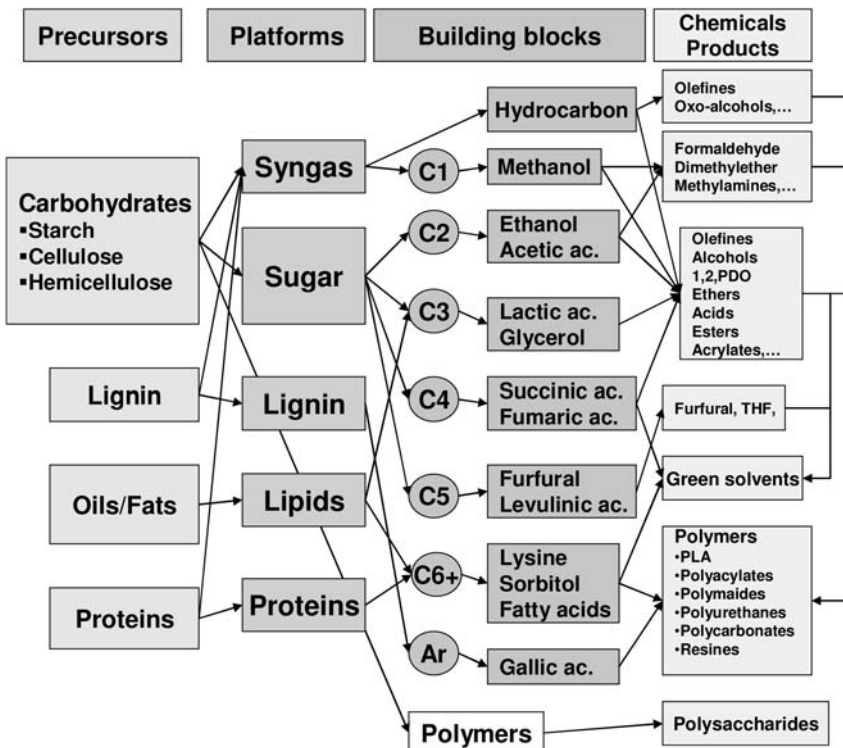 Precursors
Platforms
Building blocks
Chemicals
Products
Carbohydrates
▪Starch
▪Cellulose
▪Hemicellulose
Lignin
Oils/Fats
Proteins
Syngas
Sugar
Lignin
Lipids
Proteins
C1
C2
C3
C4
C5
C6+
Ar
Hydrocarbon
Methanol
Ethanol
Acetic ac.
Lactic ac.
Glycerol
Succinic ac.
Fumaric ac.
Furfural
Levulinic ac.
Lysine
Sorbitol
Fatty acids
Gallic ac.
Polymers
Olefines
Oxo-alcohols,...
Formaldehyde
Dimethylether
Methylamines,...
Olefines
Alcohols
1,2,PDO
Ethers
Acids
Esters
Acrylates,...
Furfural, THF,
Green solvents
Polymers
•PLA
•Polyacylates
•Polymaides
•Polyurethanes
•Polycarbonates
•Resines
Polysaccharides